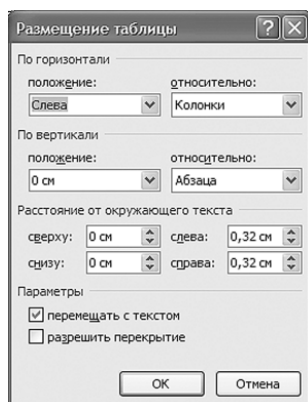 Размещение таблицы
По горизонтали
положение: относительно:
Слева Колонки
По вертикали
положение: относительно:
0 см Абзаца
Расстояние от окружающего текста
сверху: 0 см слева: 0,32 см
снизу: 0 см справа: 0,32 см
Параметры
перемещать с текстом
разрешить перекрытие
ОК Отмена